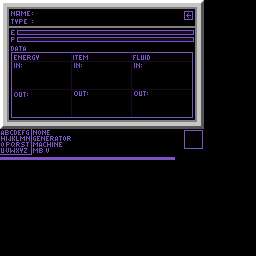 NAME:
TYPE:
E
P
DATA
ENERGY ITEM FLUID
IN: IN: IN:
OUT: OUT: OUT:
ABCDEFG NONE
HIJKLMN GENERATOR
OPQRST MACHINE
UVWXYZ MB V